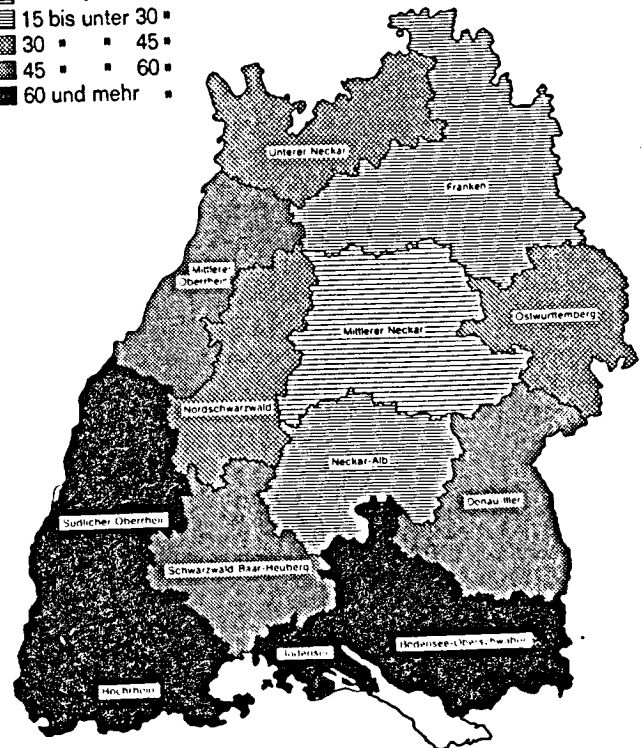 15 bis unter 30 "
30 " " 45 "
45 " " 60 "
60 und mehr "
Unterer Neckar
Franken
Mittlerer
Oberrhein
Ostwürttemberg
Mittlerer Neckar
Nordschwarzwald
Neckar-Alb
Donau-Iller
Südlicher Oberrhein
Schwarzwald-Baar-Heuberg
Bodensee-Oberschwaben
Bodensee
Hochrhein